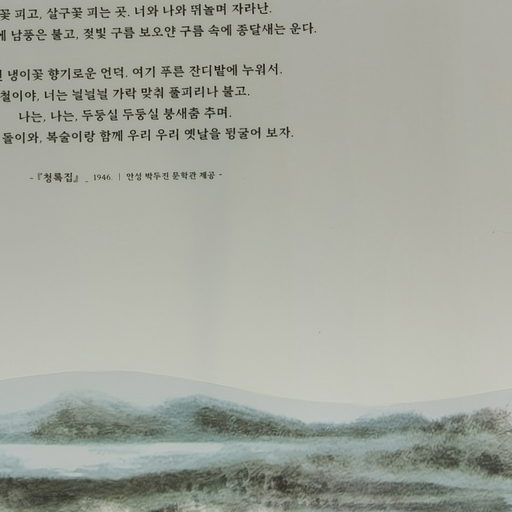 꽃 피고, 살구꽃 피는 곳. 너와 나와 뛰놀며 자라난.
에 남풍은 불고, 젖빛 구름 보오얀 구름 속에 종달새는 운다.
냉이꽃 향기로운 언덕. 여기 푸른 잔디밭에 누워서.
철이야, 너는 늴늴늴 가락 맞춰 풀피리나 불고.
나는, 나는, 두둥실 두둥실 붕새춤 추며.
돌이와, 복술이랑 함께 우리 우리 옛날을 뒹굴어 보자.
- 『청록집』 _ 1946. | 안성 박두진 문학관 제공 -